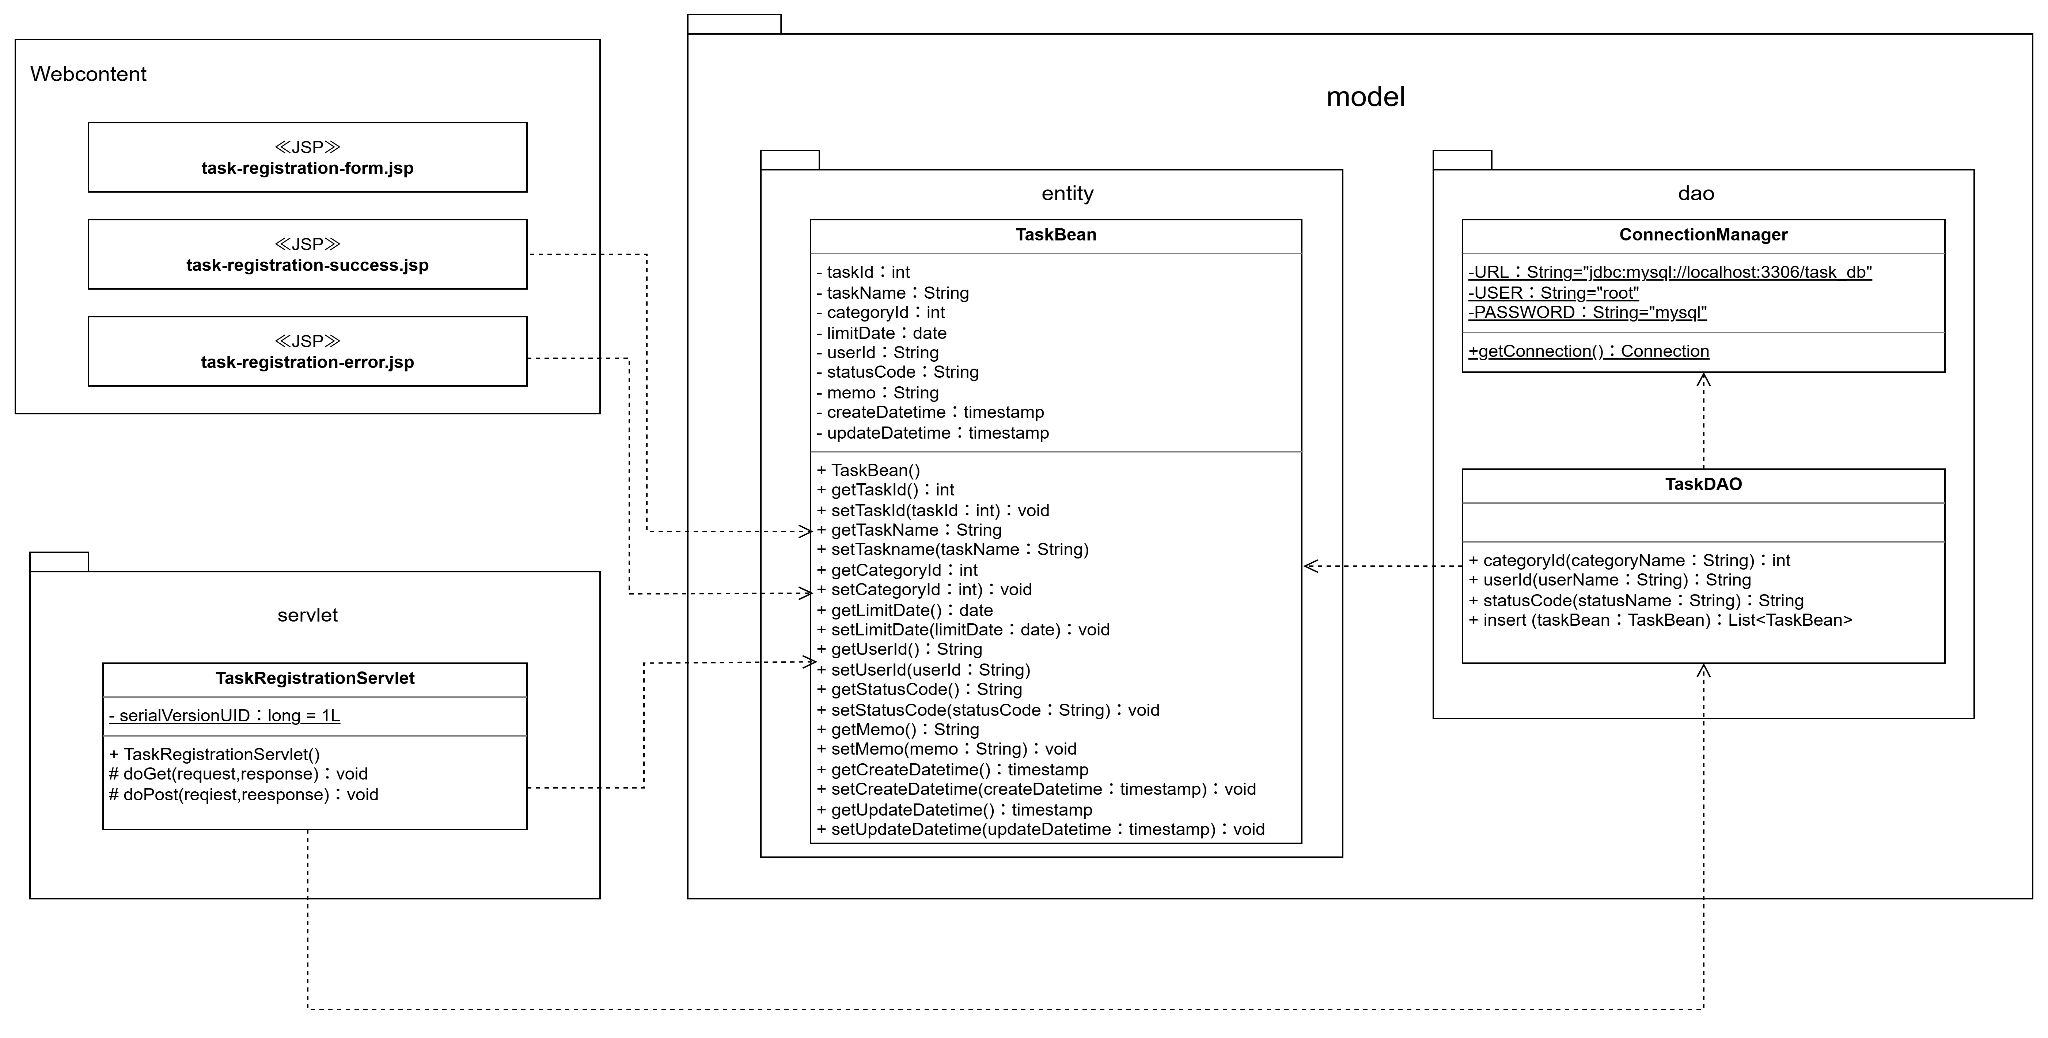 Webcontent
≪JSP≫
task-registration-form.jsp
≪JSP≫
task-registration-success.jsp
≪JSP≫
task-registration-error.jsp
servlet
TaskRegistrationServlet
- serialVersionUID：long = 1L
+ TaskRegistrationServlet()
# doGet(request,response)：void
# doPost(reqiest,reesponse)：void
model
entity
TaskBean
- taskId：int
- taskName：String
- categoryId：int
- limitDate：date
- userId：String
- statusCode：String
- memo：String
- createDatetime：timestamp
- updateDatetime：timestamp
+ TaskBean()
+ getTaskId()：int
+ setTaskId(taskId：int)：void
+ getTaskName：String
+ setTaskname(taskName：String)
+ getCategoryId：int
+ setCategoryId：int)：void
+ getLimitDate()：date
+ setLimitDate(limitDate：date)：void
+ getUserId()：String
+ setUserId(userId：String)
+ getStatusCode()：String
+ setStatusCode(statusCode：String)：void
+ getMemo()：String
+ setMemo(memo：String)：void
+ getCreateDatetime()：timestamp
+ setCreateDatetime(createDatetime：timestamp)：void
+ getUpdateDatetime()：timestamp
+ setUpdateDatetime(updateDatetime：timestamp)：void
dao
ConnectionManager
-URL：String="jdbc:mysql://localhost:3306/task_db"
-USER：String="root"
-PASSWORD：String="mysql"
+getConnection()：Connection
TaskDAO
+ categoryId(categoryName：String)：int
+ userId(userName：String)：String
+ statusCode(statusName：String)：String
+ insert (taskBean：TaskBean)：List<TaskBean>